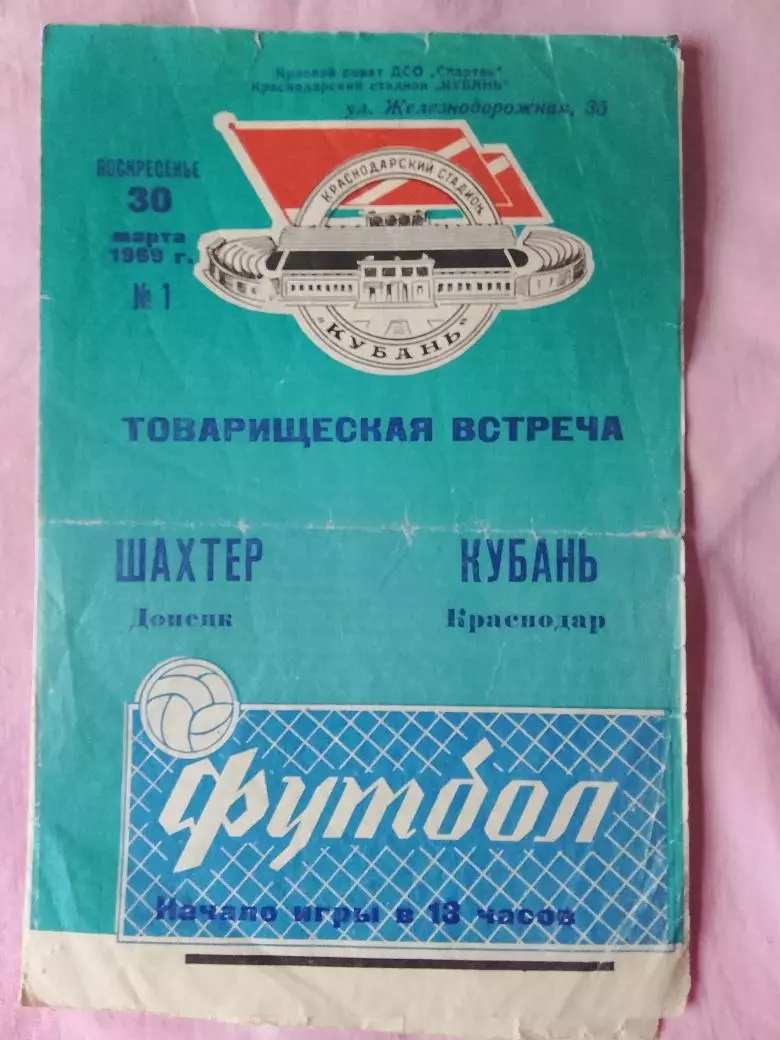 Краевой совет ДСО „Спартак"
Краснодарский стадион „КУБАНЬ"
ул. Железнодорожная, 35
ВОСКРЕСЕНЬЕ
30
марта
1969 г.
№ 1
КРАСНОДАРСКИЙ СТАДИОН
"КУБАНЬ"
ТОВАРИЩЕСКАЯ ВСТРЕЧА
ШАХТЕР КУБАНЬ
Донецк Краснодар
Футбол
Начало игры в 13 часов